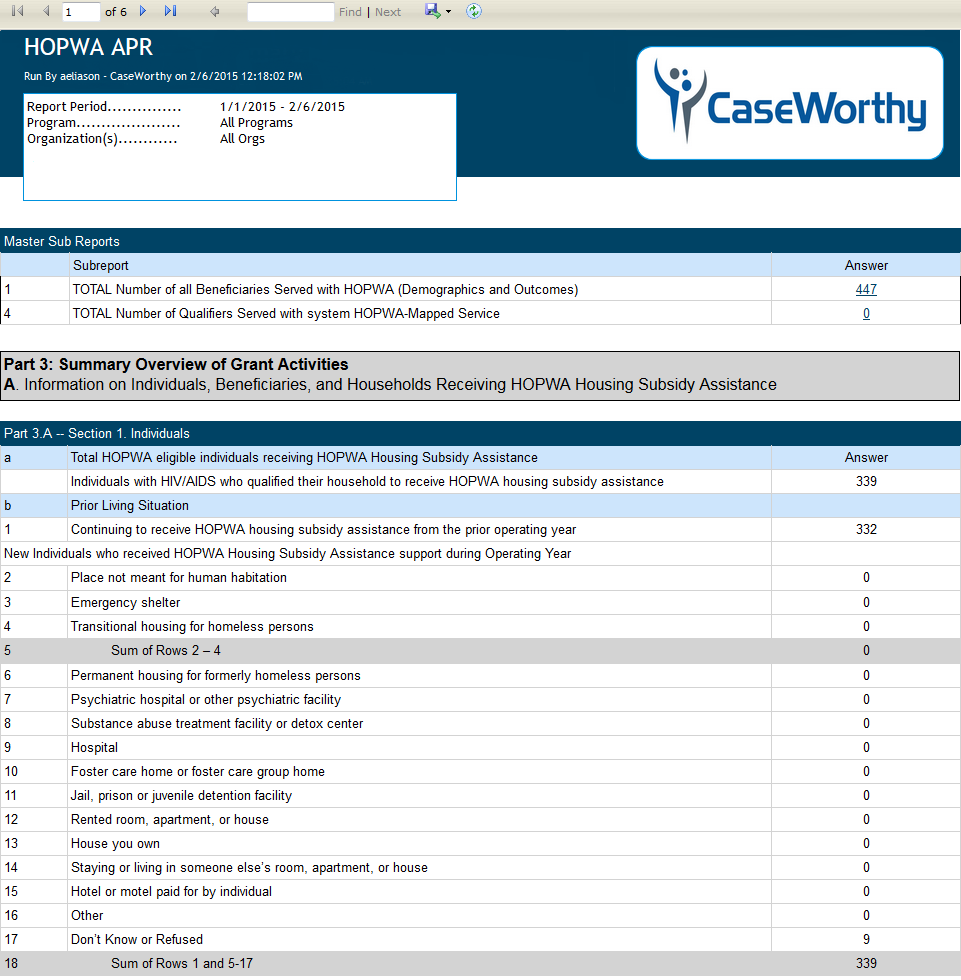 1 of 6 Find | Next
HOPWA APR
Run By aeliason - CaseWorthy on 2/6/2015 12:18:02 PM
CaseWorthy
Report Period............... 1/1/2015 - 2/6/2015
Program..................... All Programs
Organization(s)............ All Orgs
Master Sub Reports
Subreport Answer
1 TOTAL Number of all Beneficiaries Served with HOPWA (Demographics and Outcomes) 447
4 TOTAL Number of Qualifiers Served with system HOPWA-Mapped Service 0
Part 3: Summary Overview of Grant Activities
A. Information on Individuals, Beneficiaries, and Households Receiving HOPWA Housing Subsidy Assistance
Part 3.A -- Section 1. Individuals
a Total HOPWA eligible individuals receiving HOPWA Housing Subsidy Assistance Answer
Individuals with HIV/AIDS who qualified their household to receive HOPWA housing subsidy assistance 339
b Prior Living Situation
1 Continuing to receive HOPWA housing subsidy assistance from the prior operating year 332
New Individuals who received HOPWA Housing Subsidy Assistance support during Operating Year
2 Place not meant for human habitation 0
3 Emergency shelter 0
4 Transitional housing for homeless persons 0
5 Sum of Rows 2 – 4 0
6 Permanent housing for formerly homeless persons 0
7 Psychiatric hospital or other psychiatric facility 0
8 Substance abuse treatment facility or detox center 0
9 Hospital 0
10 Foster care home or foster care group home 0
11 Jail, prison or juvenile detention facility 0
12 Rented room, apartment, or house 0
13 House you own 0
14 Staying or living in someone else's room, apartment, or house 0
15 Hotel or motel paid for by individual 0
16 Other 0
17 Don't Know or Refused 9
18 Sum of Rows 1 and 5-17 339